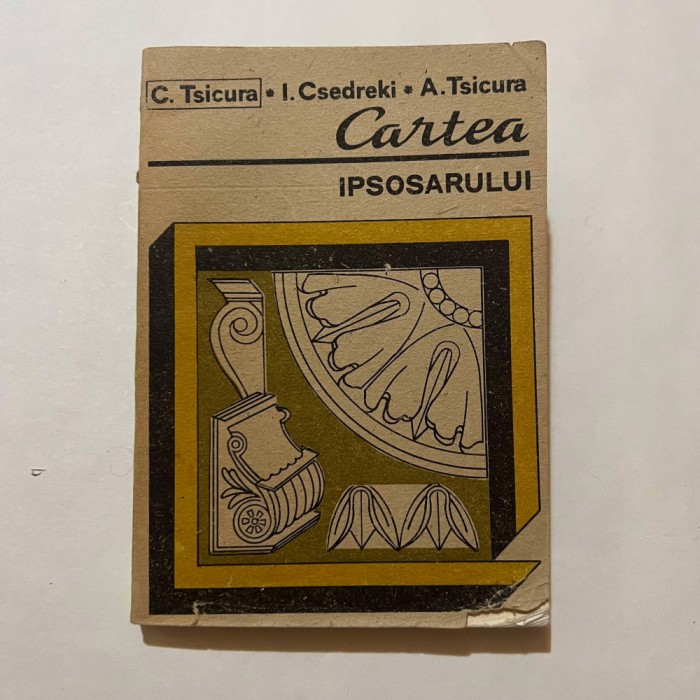 C. Tsicura * I. Csedreki * A. Tsicura
Cartea
IPSOSARULUI